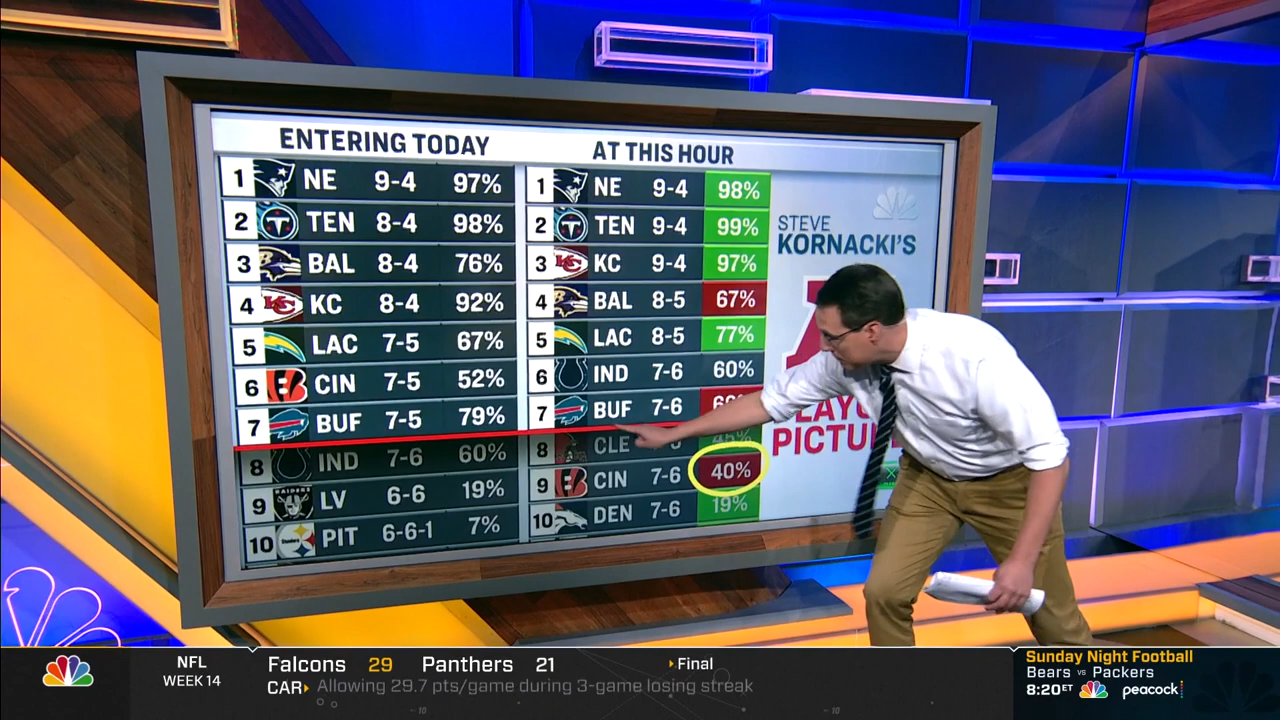 ENTERING TODAY
1 NE 9-4 97%
2 TEN 8-4 98%
3 BAL 8-4 76%
4 KC 8-4 92%
5 LAC 7-5 67%
6 CIN 7-5 52%
7 BUF 7-5 79%
8 IND 7-6 60%
9 RAIDERS LV 6-6 19%
10 PIT 6-6-1 7%
AT THIS HOUR
1 NE 9-4 98%
2 TEN 9-4 99%
3 KC 9-4 97%
4 BAL 8-5 67%
5 LAC 8-5 77%
6 IND 7-6 60%
7 BUF 7-6
8 CLE
9 CIN 7-6 40%
10 DEN 7-6 19%
STEVE
KORNACKI'S
NFL
WEEK 14
Falcons 29 Panthers 21 Final
CAR Allowing 29.7 pts/game during 3-game losing streak
Sunday Night Football
Bears vs Packers
8:20 ET peacock